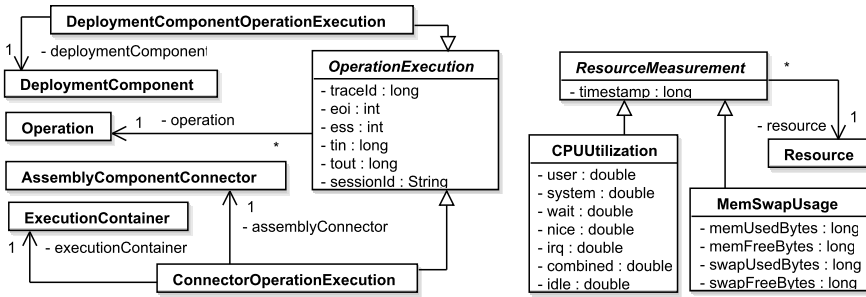 DeploymentComponentOperationExecution
1
- deploymentComponent
DeploymentComponent
Operation
1
- operation
*
OperationExecution
- traceId : long
- eoi : int
- ess : int
- tin : long
- tout : long
- sessionId : String
AssemblyComponentConnector
1
- assemblyConnector
ExecutionContainer
1
- executionContainer
ConnectorOperationExecution
ResourceMeasurement
- timestamp : long
*
1
- resource
Resource
CPUUtilization
- user : double
- system : double
- wait : double
- nice : double
- irq : double
- combined : double
- idle : double
MemSwapUsage
- memUsedBytes : long
- memFreeBytes : long
- swapUsedBytes : long
- swapFreeBytes : long